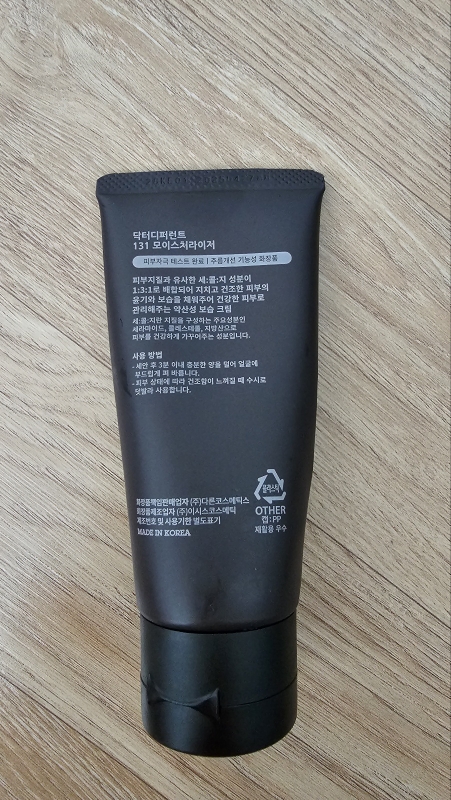 닥터디퍼런트
131 모이스처라이저
피부자극 테스트 완료 | 주름개선 기능성 화장품
피부지질과 유사한 세:콜:지 성분이
1:3:1로 배합되어 지치고 건조한 피부의
윤기와 보습을 채워주어 건강한 피부로
관리해주는 약산성 보습 크림
세:콜:지란 지질을 구성하는 주요성분인
세라마이드, 콜레스테롤, 지방산으로
피부를 건강하게 가꾸어주는 성분입니다.
사용 방법
- 세안 후 3분 이내 충분한 양을 덜어 얼굴에
부드럽게 펴 바릅니다.
- 피부 상태에 따라 건조함이 느껴질 때 수시로
덧발라 사용합니다.
화장품책임판매업자 (주)다른코스메틱스
화장품제조업자 (주)이시스코스메틱
제조번호 및 사용기한 별도표기
MADE IN KOREA
플라스틱
OTHER
캡:PP
재활용 우수